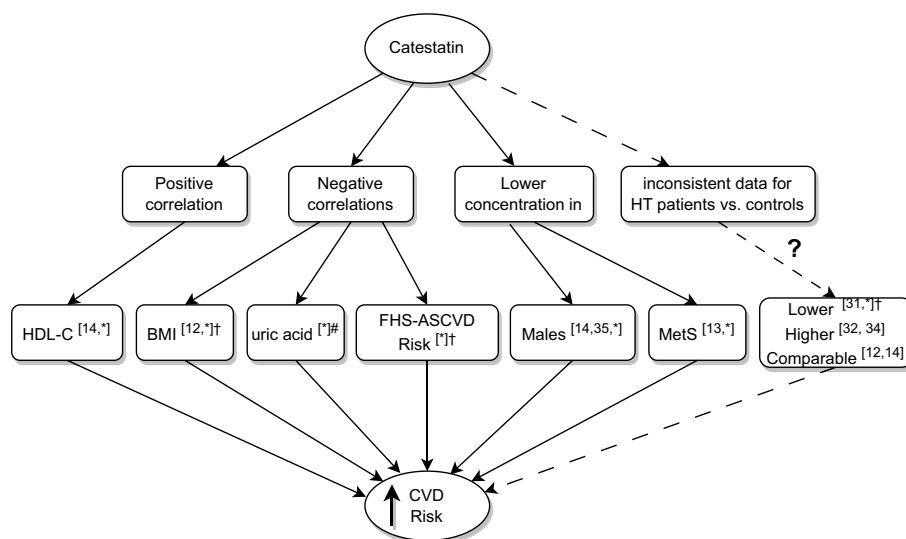 Catestatin
Positive
correlation
Negative
correlations
Lower
concentration in
inconsistent data for
HT patients vs. controls
?
HDL-C [14,*]
BMI [12,*]†
uric acid [*]#
FHS-ASCVD
Risk [*]†
Males [14,35,*]
MetS [13,*]
Lower [31,*]†
Higher [32, 34]
Comparable [12,14]
CVD
Risk